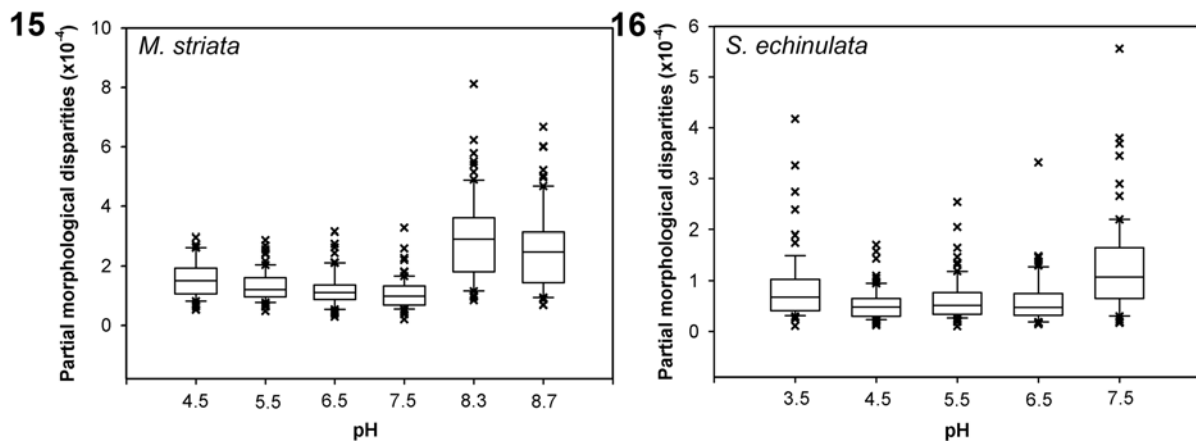 15
M. striata
Partial morphological disparities (x10⁻⁴)
10
8
6
4
2
0
4.5 5.5 6.5 7.5 8.3 8.7
pH
16
S. echinulata
Partial morphological disparities (x10⁻⁴)
6
5
4
3
2
1
0
3.5 4.5 5.5 6.5 7.5
pH